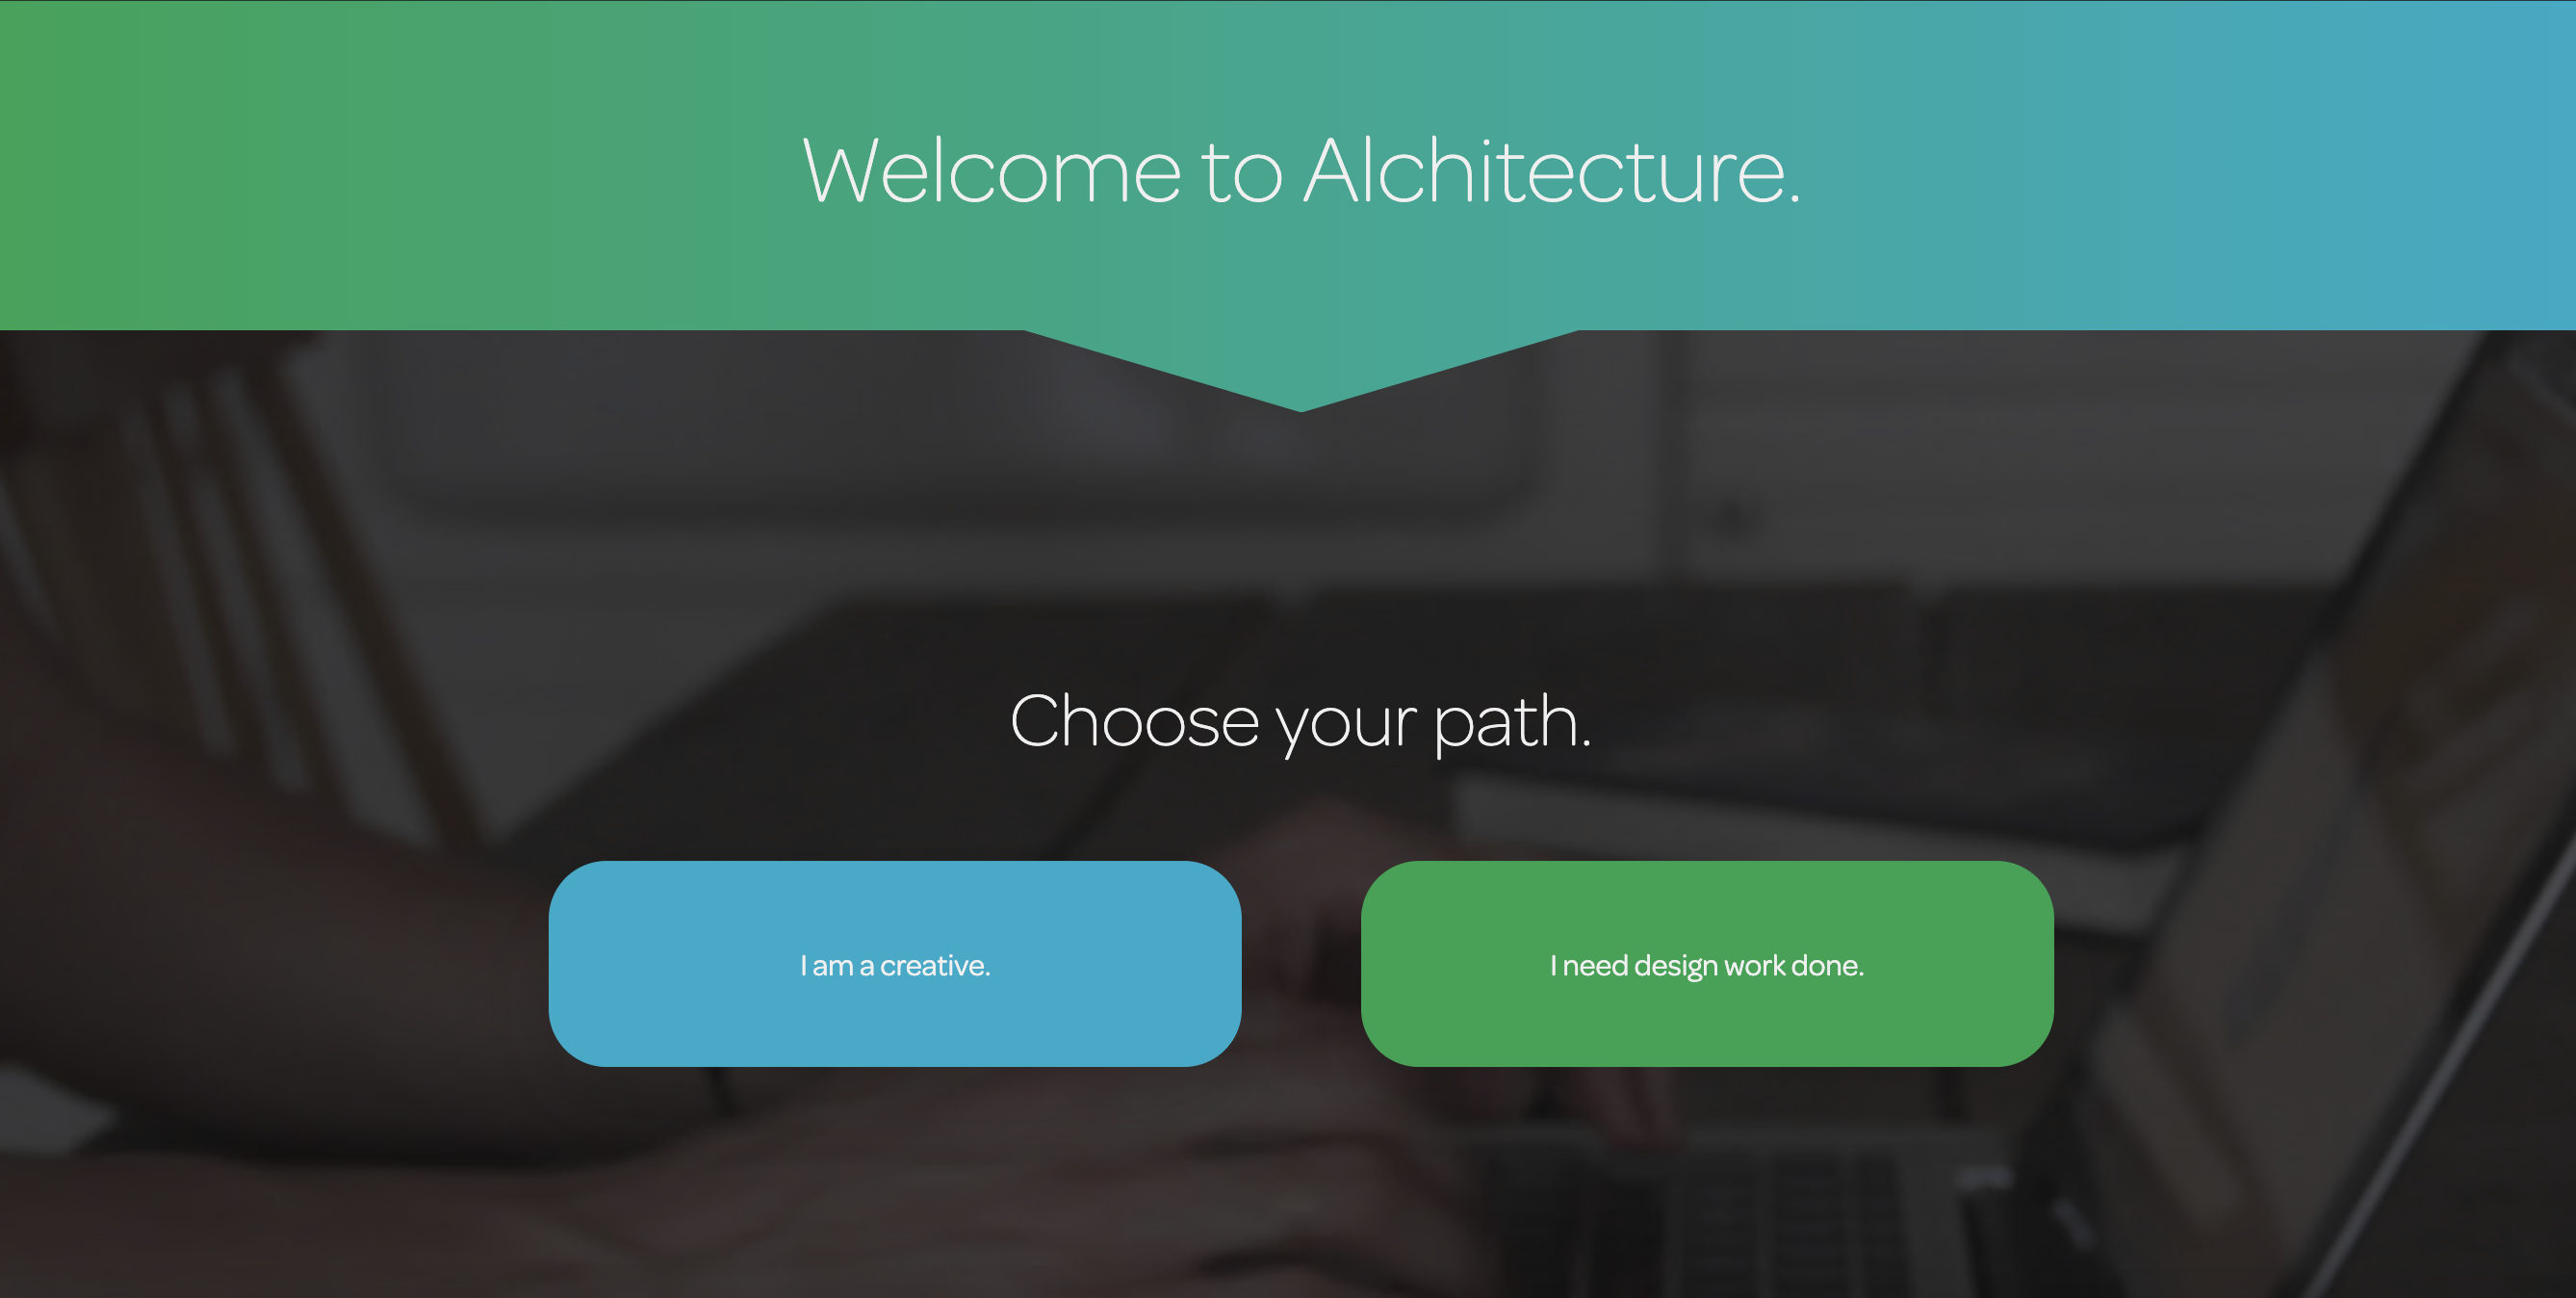 Welcome to Alchitecture.
Choose your path.
I am a creative.
I need design work done.